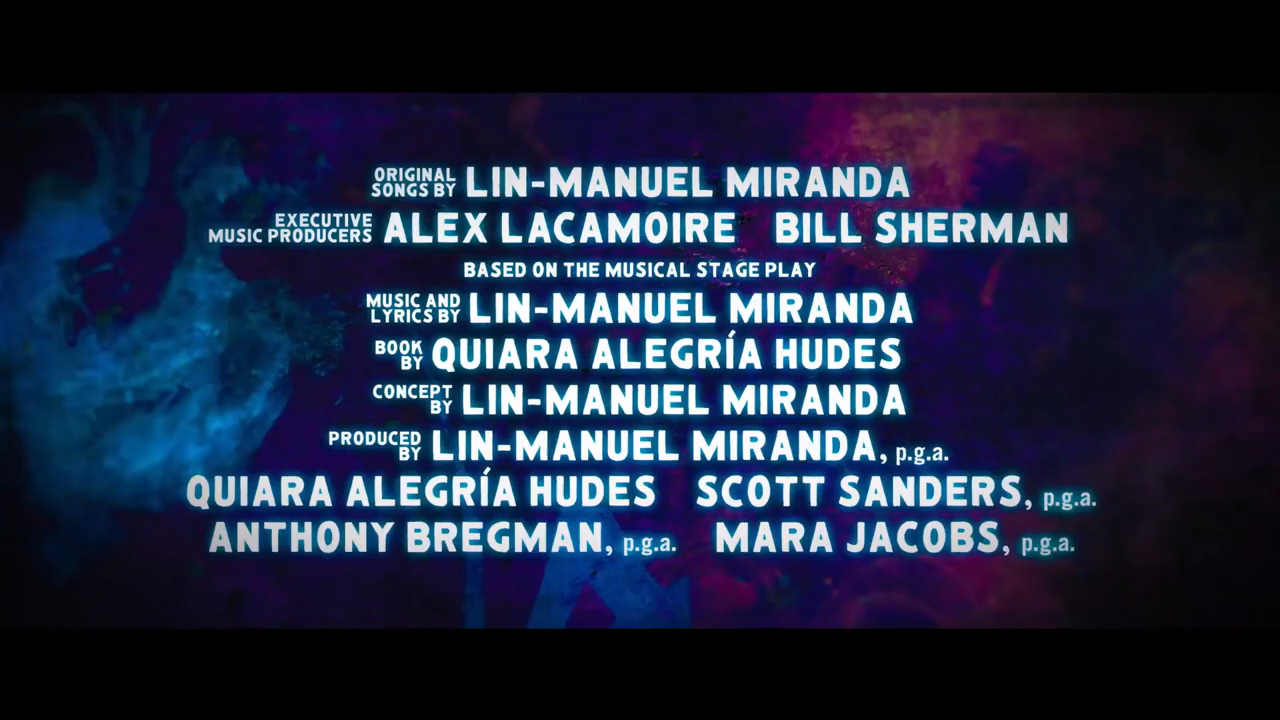 ORIGINAL SONGS BY LIN-MANUEL MIRANDA
EXECUTIVE MUSIC PRODUCERS ALEX LACAMOIRE BILL SHERMAN
BASED ON THE MUSICAL STAGE PLAY
MUSIC AND LYRICS BY LIN-MANUEL MIRANDA
BOOK BY QUIARA ALEGRÍA HUDES
CONCEPT BY LIN-MANUEL MIRANDA
PRODUCED BY LIN-MANUEL MIRANDA, p.g.a.
QUIARA ALEGRÍA HUDES SCOTT SANDERS, p.g.a.
ANTHONY BREGMAN, p.g.a. MARA JACOBS, p.g.a.